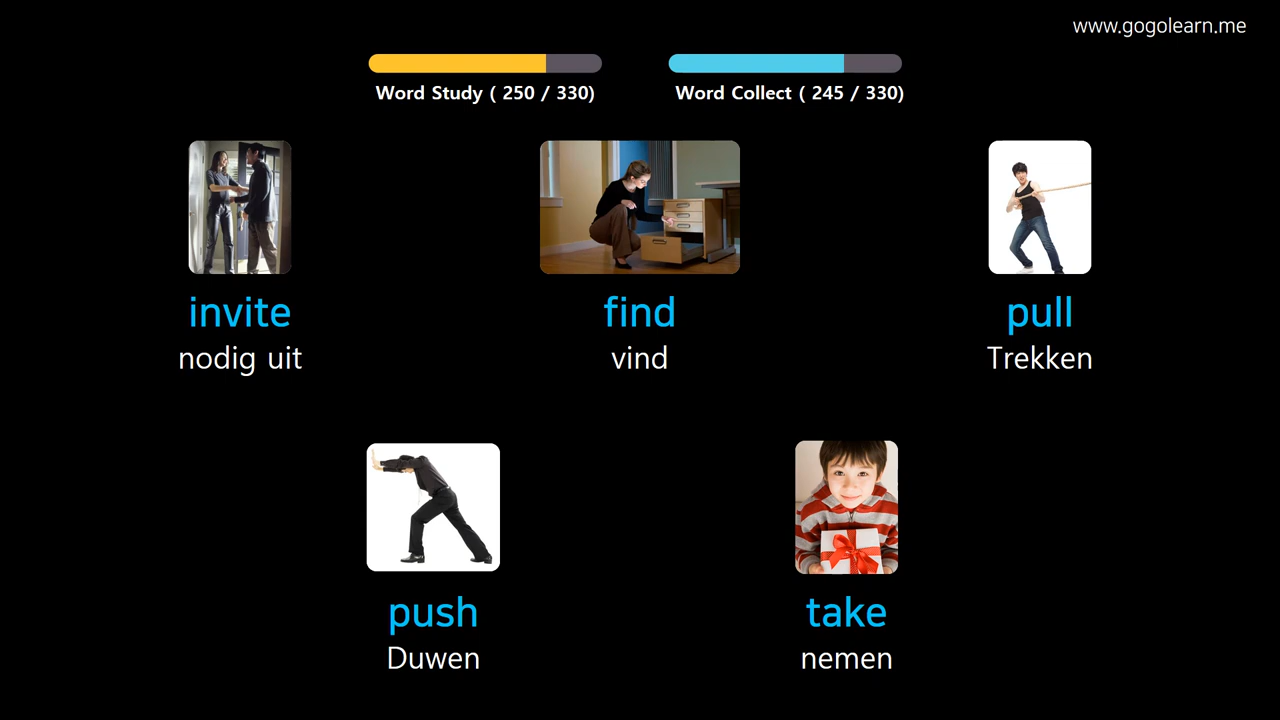 www.gogolearn.me
Word Study ( 250 / 330)
Word Collect ( 245 / 330)
invite
nodig uit
find
vind
pull
Trekken
push
Duwen
take
nemen